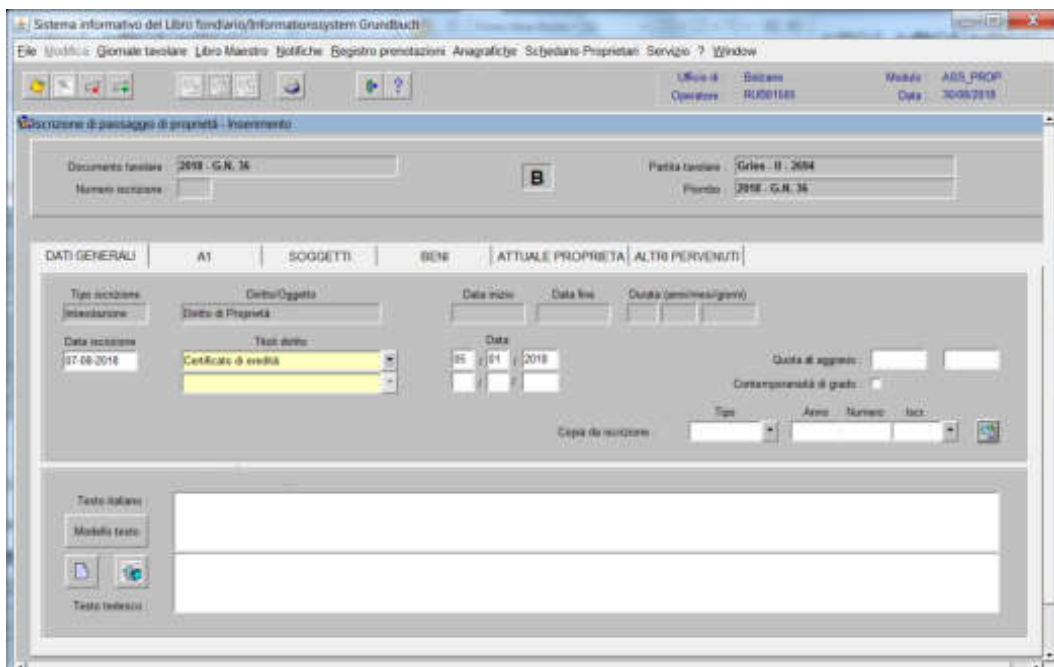 Sistema informativo del Libro fondiario/Informationssystem Grundbuch
File Modifica Giornale tavolare Libro Maestro Notifiche Registro prenotazioni Anagrafiche Schedario Proprietari Servizio ? Window
Ufficio di Bolzano Modulo ABS_PROP
Operatore Data 30/08/2018
Iscrizione di passaggio di proprietà - Inserimento
Documento tavolare 2018 - G.N. 36 B Partita tavolare Gries - II - 2694
Numero iscrizione Piombo 2018 - G.N. 36
DATI GENERALI A1 SOGGETTI BENI ATTUALE PROPRIETA ALTRI PERVENUTI
Tipo iscrizione Diritto/Oggetto Data inizio Data fine Durata (anni/mesi/giorni)
Intavolazione Diritto di Proprietà
Data iscrizione Titoli diritto Data
07-08-2018 Certificato di eredità 05 / 01 / 2018 Quota di aggravio :
/ / Contemporaneità di grado :
Tipo Anno Numero Iscr.
Copia da iscrizione
Testo italiano
Modello testo
Testo tedesco